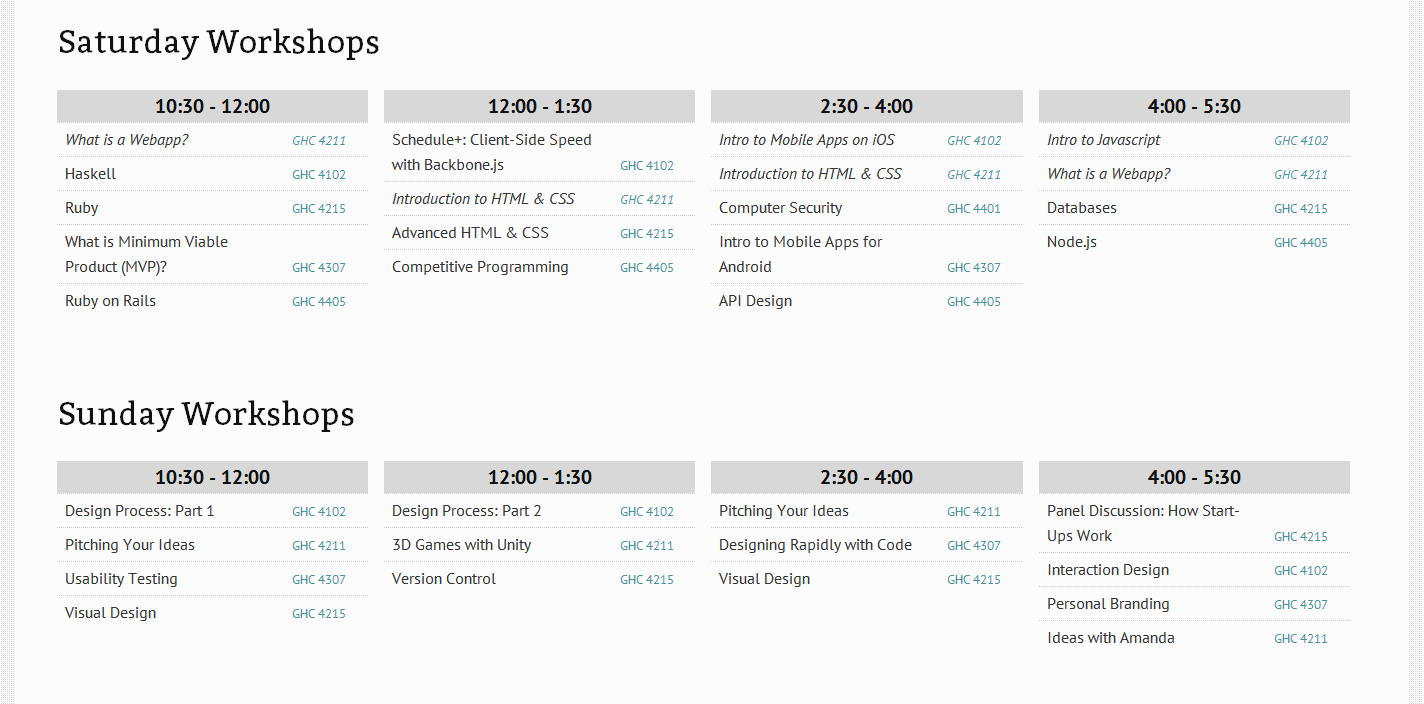 Saturday Workshops
10:30 - 12:00
What is a Webapp? GHC 4211
Haskell GHC 4102
Ruby GHC 4215
What is Minimum Viable
Product (MVP)? GHC 4307
Ruby on Rails GHC 4405
12:00 - 1:30
Schedule+: Client-Side Speed
with Backbone.js GHC 4102
Introduction to HTML & CSS GHC 4211
Advanced HTML & CSS GHC 4215
Competitive Programming GHC 4405
2:30 - 4:00
Intro to Mobile Apps on iOS GHC 4102
Introduction to HTML & CSS GHC 4211
Computer Security GHC 4401
Intro to Mobile Apps for
Android GHC 4307
API Design GHC 4405
4:00 - 5:30
Intro to Javascript GHC 4102
What is a Webapp? GHC 4211
Databases GHC 4215
Node.js GHC 4405
Sunday Workshops
10:30 - 12:00
Design Process: Part 1 GHC 4102
Pitching Your Ideas GHC 4211
Usability Testing GHC 4307
Visual Design GHC 4215
12:00 - 1:30
Design Process: Part 2 GHC 4102
3D Games with Unity GHC 4211
Version Control GHC 4215
2:30 - 4:00
Pitching Your Ideas GHC 4211
Designing Rapidly with Code GHC 4307
Visual Design GHC 4215
4:00 - 5:30
Panel Discussion: How Start-
Ups Work GHC 4215
Interaction Design GHC 4102
Personal Branding GHC 4307
Ideas with Amanda GHC 4211